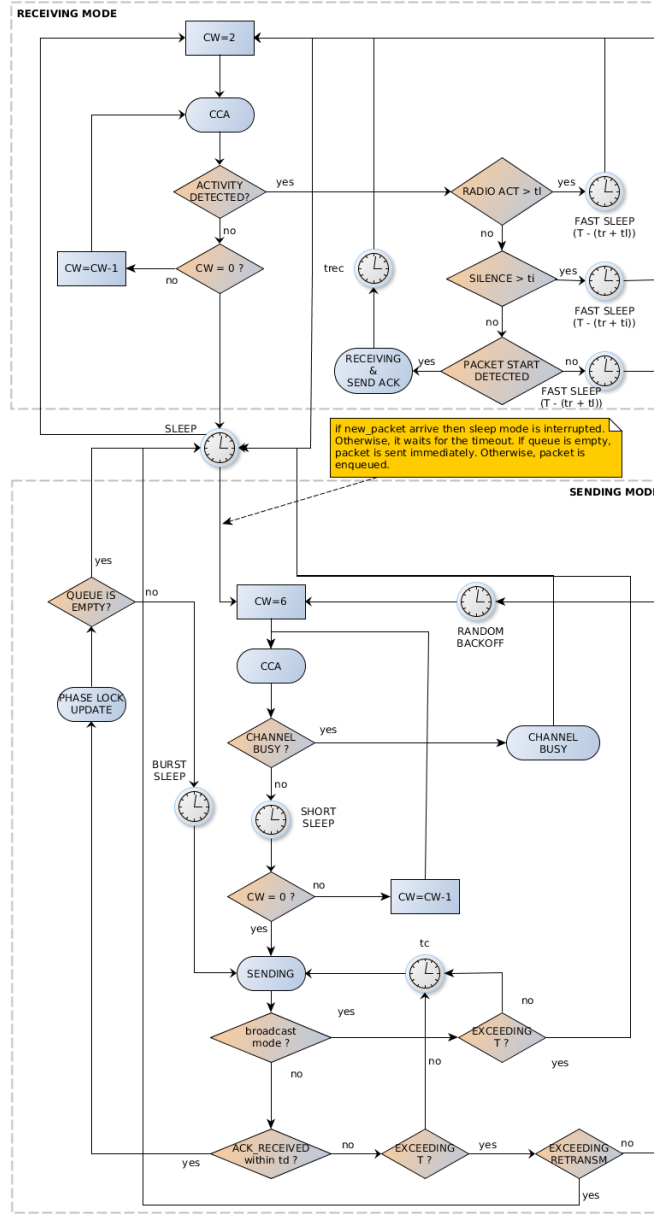 RECEIVING MODE
CW=2
CCA
ACTIVITY
DETECTED?
yes
RADIO ACT > tl
yes
FAST SLEEP
(T - (tr + tl))
no
no
CW=CW-1
no
CW = 0 ?
trec
SILENCE > ti
yes
FAST SLEEP
(T - (tr + ti))
no
RECEIVING
&
SEND ACK
yes
PACKET START
DETECTED
no
FAST SLEEP
(T - (tr + tl))
SLEEP
if new_packet arrive then sleep mode is interrupted.
Otherwise, it waits for the timeout. If queue is empty,
packet is sent immediately. Otherwise, packet is
enqueued.
SENDING MOD
yes
QUEUE IS
EMPTY?
no
CW=6
RANDOM
BACKOFF
CCA
PHASE LOCK
UPDATE
CHANNEL
BUSY ?
yes
CHANNEL
BUSY
BURST
SLEEP
no
SHORT
SLEEP
CW = 0 ?
no
CW=CW-1
yes
tc
SENDING
no
yes
broadcast
mode ?
EXCEEDING
T ?
yes
no
no
ACK_RECEIVED
within td ?
yes
no
EXCEEDING
T ?
yes
EXCEEDING
RETRANSM
no
yes